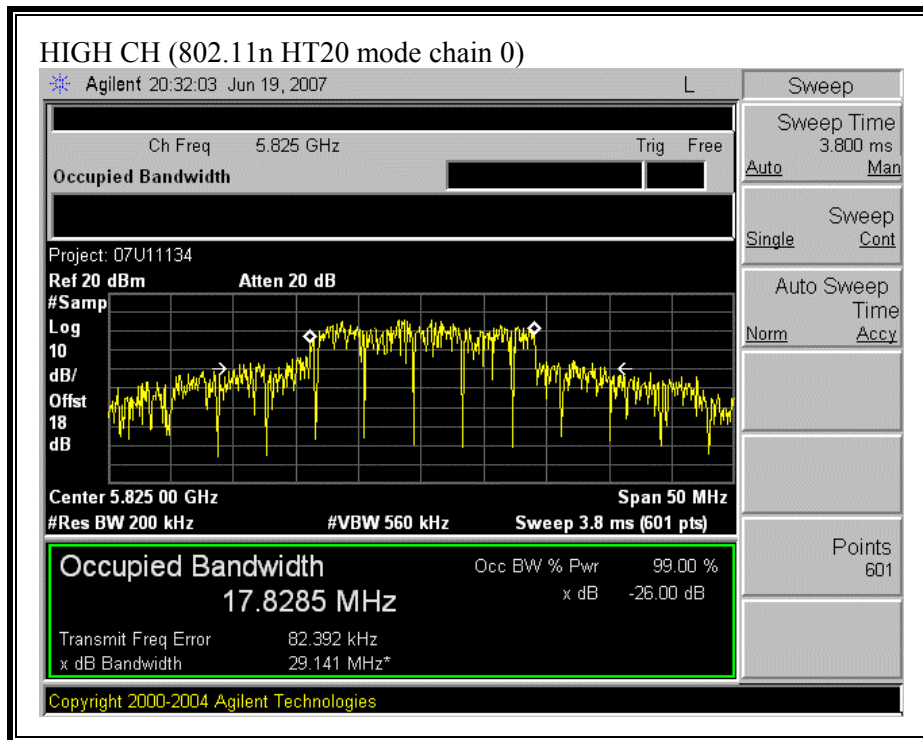 HIGH CH (802.11n HT20 mode chain 0)
Agilent 20:32:03 Jun 19, 2007 L
Sweep
Ch Freq 5.825 GHz Trig Free
Occupied Bandwidth
Sweep Time
3.800 ms
Auto Man
Sweep
Single Cont
Auto Sweep
Time
Norm Accy
Points
601
Project: 07U11134
Ref 20 dBm Atten 20 dB
#Samp
Log
10
dB/
Offst
18
dB
Center 5.825 00 GHz Span 50 MHz
#Res BW 200 kHz #VBW 560 kHz Sweep 3.8 ms (601 pts)
Occupied Bandwidth Occ BW % Pwr 99.00 %
17.8285 MHz x dB -26.00 dB
Transmit Freq Error 82.392 kHz
x dB Bandwidth 29.141 MHz*
Copyright 2000-2004 Agilent Technologies